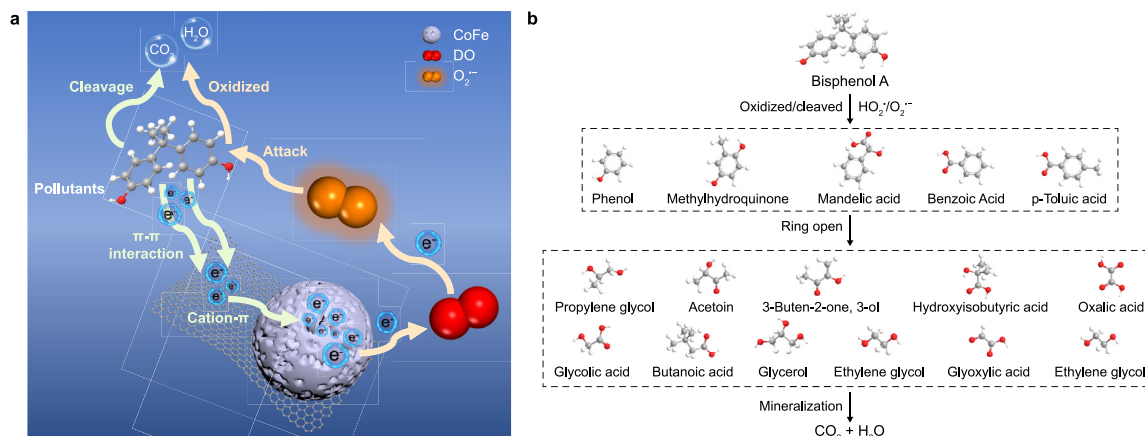 a
CO₂
H₂O
CoFe
DO
O₂•−
Cleavage
Oxidized
Attack
Pollutants
e⁻
e⁻
e⁻
e⁻
π-π
interaction
e⁻
e⁻
e⁻
Cation-π
e⁻
e⁻
e⁻
e⁻
e⁻
e⁻
e⁻
e⁻
b
Bisphenol A
Oxidized/cleaved HO₂•/O₂•−
Phenol Methylhydroquinone Mandelic acid Benzoic Acid p-Toluic acid
Ring open
Propylene glycol Acetoin 3-Buten-2-one, 3-ol Hydroxyisobutyric acid Oxalic acid
Glycolic acid Butanoic acid Glycerol Ethylene glycol Glyoxylic acid Ethylene glycol
Mineralization
CO₂ + H₂O